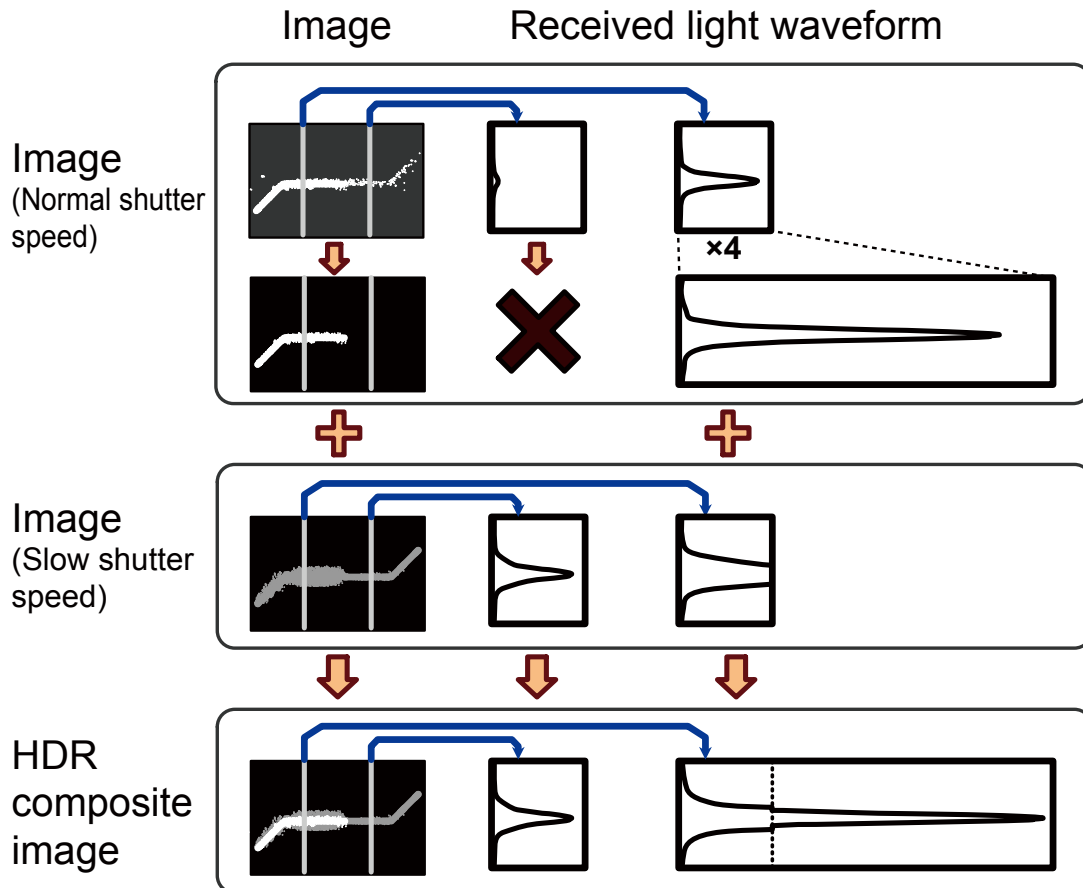 Image
Received light waveform
Image
(Normal shutter
speed)
×4
Image
(Slow shutter
speed)
HDR
composite
image